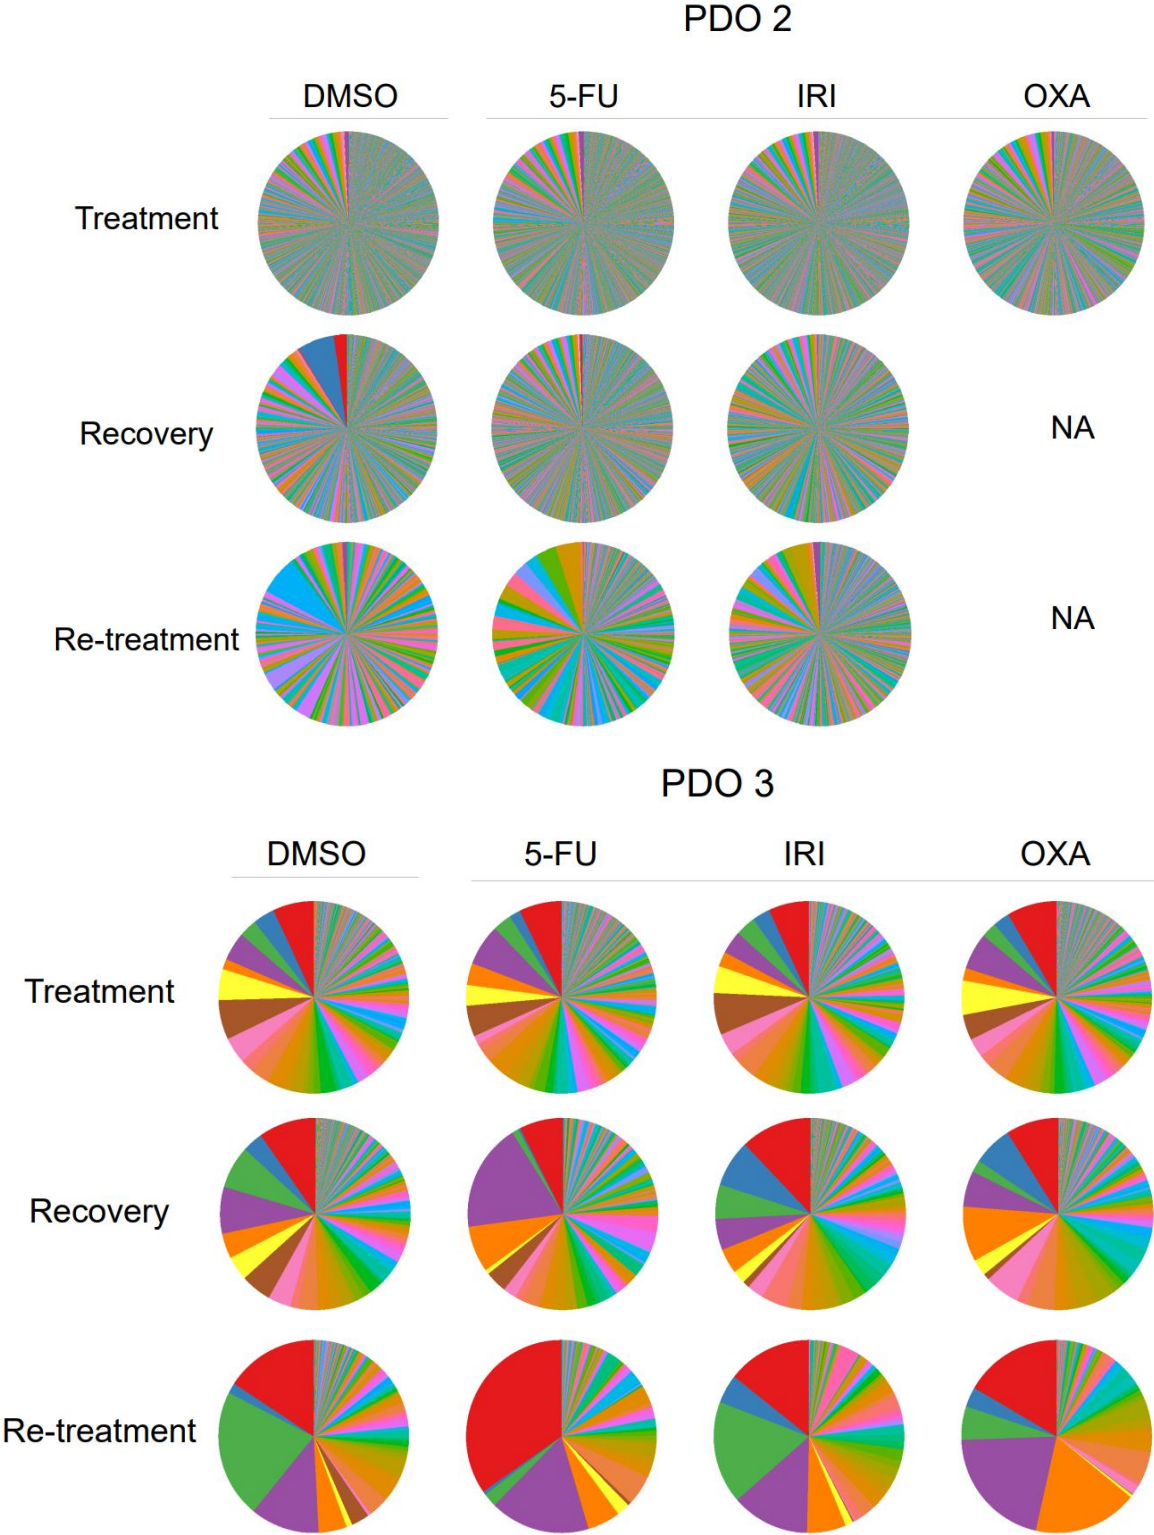 PDO 2
DMSO 5-FU IRI OXA
Treatment
Recovery NA
Re-treatment NA
PDO 3
DMSO 5-FU IRI OXA
Treatment
Recovery
Re-treatment